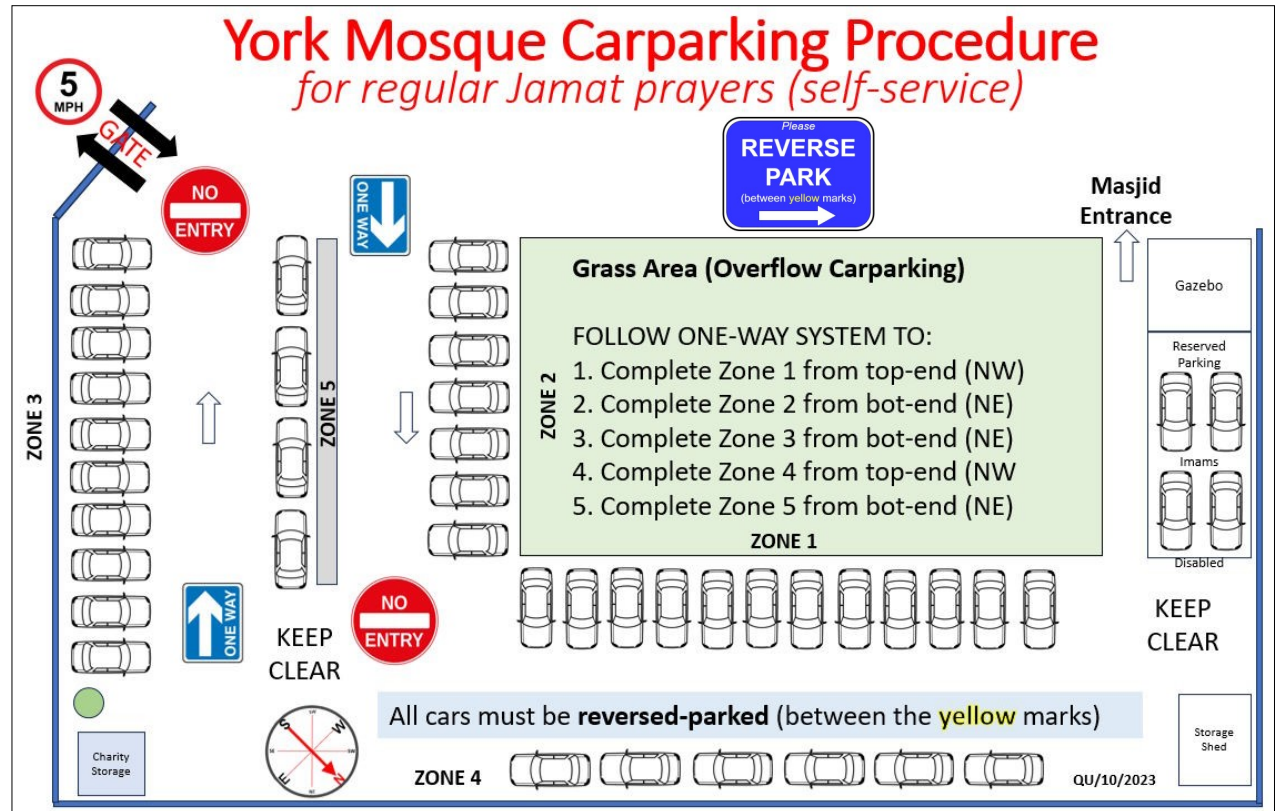 York Mosque Carparking Procedure
for regular Jamat prayers (self-service)
5
MPH
GATE
NO
ENTRY
ONE WAY
Please
REVERSE
PARK
(between yellow marks)
Masjid
Entrance
Gazebo
Reserved
Parking
Imams
Disabled
KEEP
CLEAR
Grass Area (Overflow Carparking)
FOLLOW ONE-WAY SYSTEM TO:
1. Complete Zone 1 from top-end (NW)
2. Complete Zone 2 from bot-end (NE)
3. Complete Zone 3 from bot-end (NE)
4. Complete Zone 4 from top-end (NW
5. Complete Zone 5 from bot-end (NE)
ZONE 1
ZONE 2
ZONE 5
ZONE 3
ONE WAY
NO
ENTRY
KEEP
CLEAR
All cars must be reversed-parked (between the yellow marks)
S
W
SW
SE
E
N
NE
Charity
Storage
ZONE 4
QU/10/2023
Storage
Shed